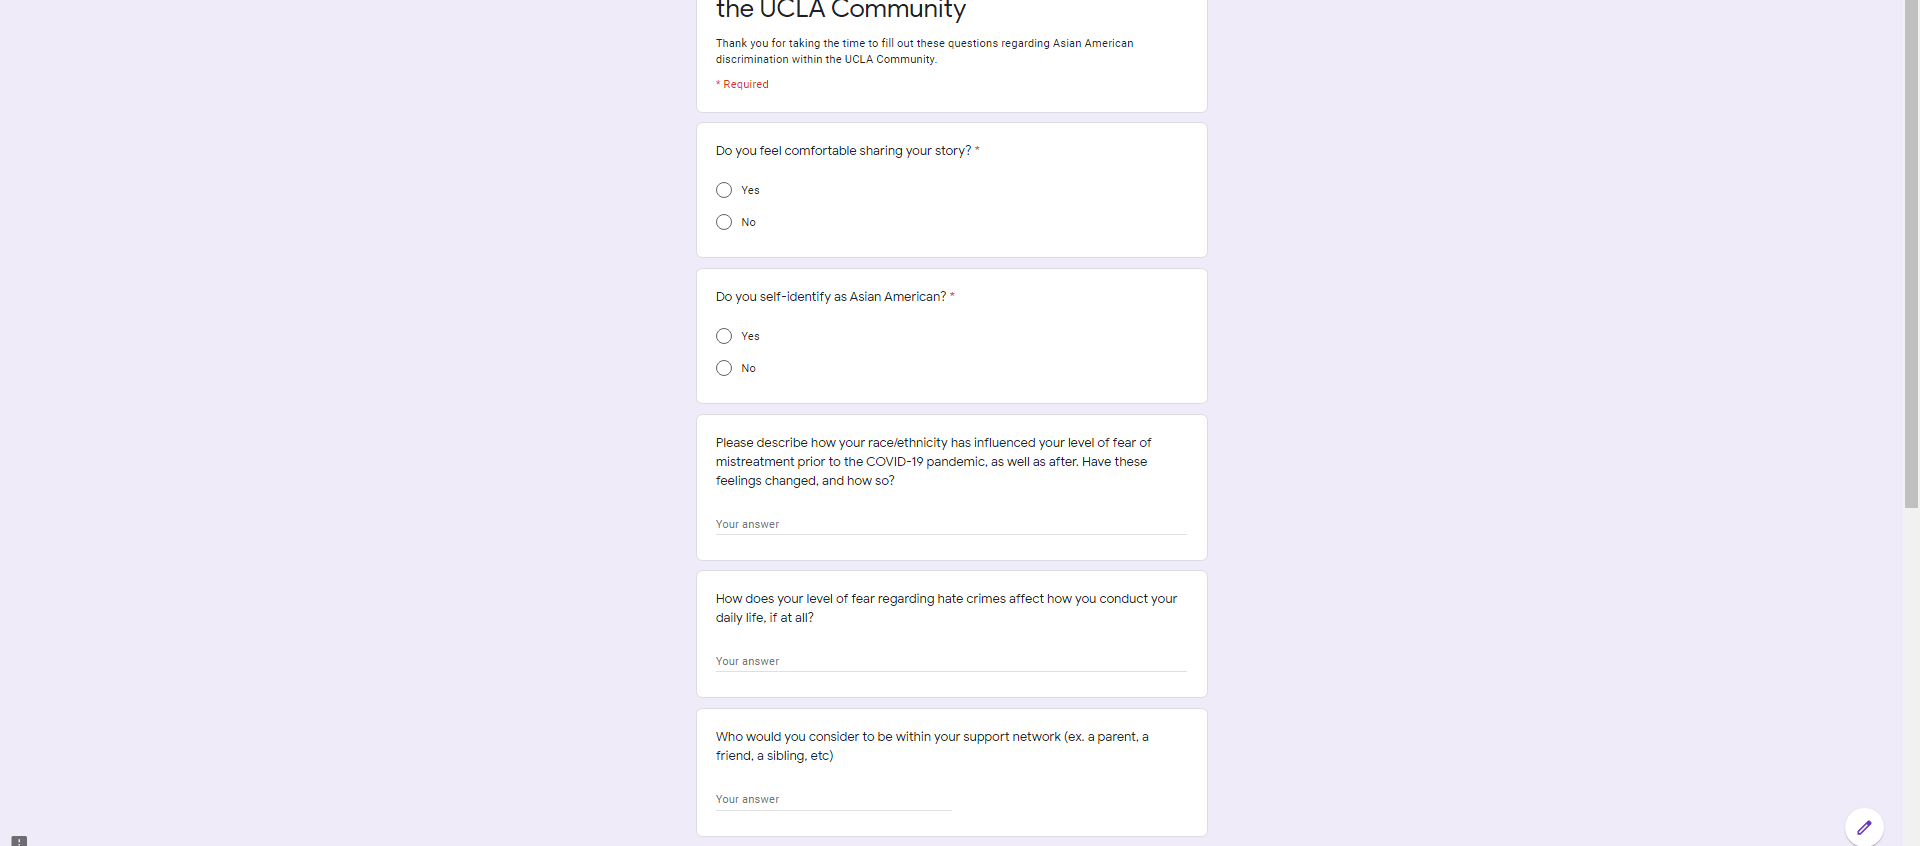 the UCLA Community
Thank you for taking the time to fill out these questions regarding Asian American
discrimination within the UCLA Community.
* Required
Do you feel comfortable sharing your story? *
Yes
No
Do you self-identify as Asian American? *
Yes
No
Please describe how your race/ethnicity has influenced your level of fear of
mistreatment prior to the COVID-19 pandemic, as well as after. Have these
feelings changed, and how so?
Your answer
How does your level of fear regarding hate crimes affect how you conduct your
daily life, if at all?
Your answer
Who would you consider to be within your support network (ex. a parent, a
friend, a sibling, etc)
Your answer